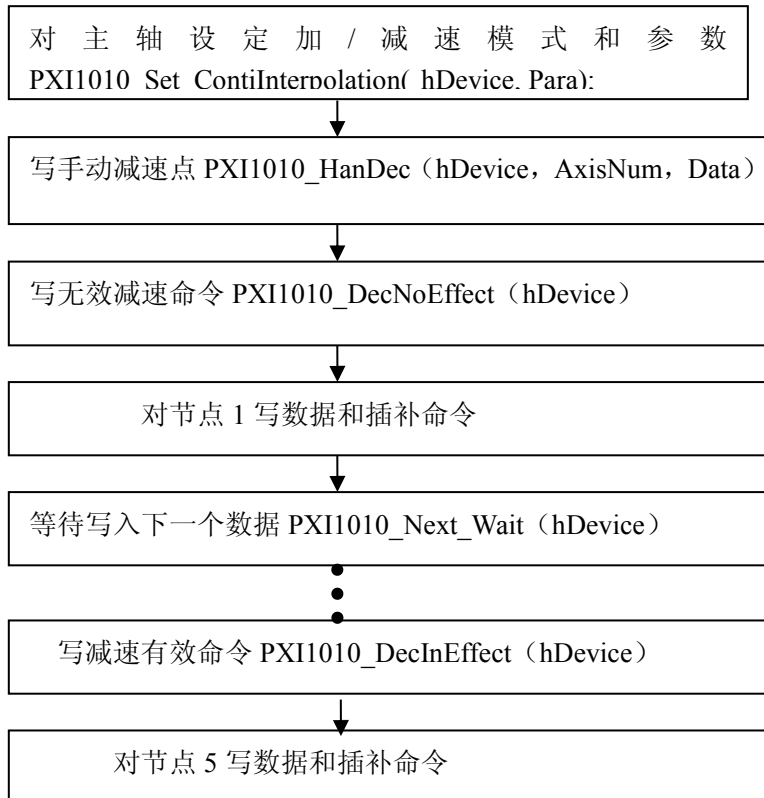 对主轴设定加/减速模式和参数
PXI1010_Set_ContiInterpolation( hDevice, Para);
写手动减速点 PXI1010_HanDec（hDevice，AxisNum，Data）
写无效减速命令 PXI1010_DecNoEffect（hDevice）
对节点 1 写数据和插补命令
等待写入下一个数据 PXI1010_Next_Wait（hDevice）
写减速有效命令 PXI1010_DecInEffect（hDevice）
对节点 5 写数据和插补命令